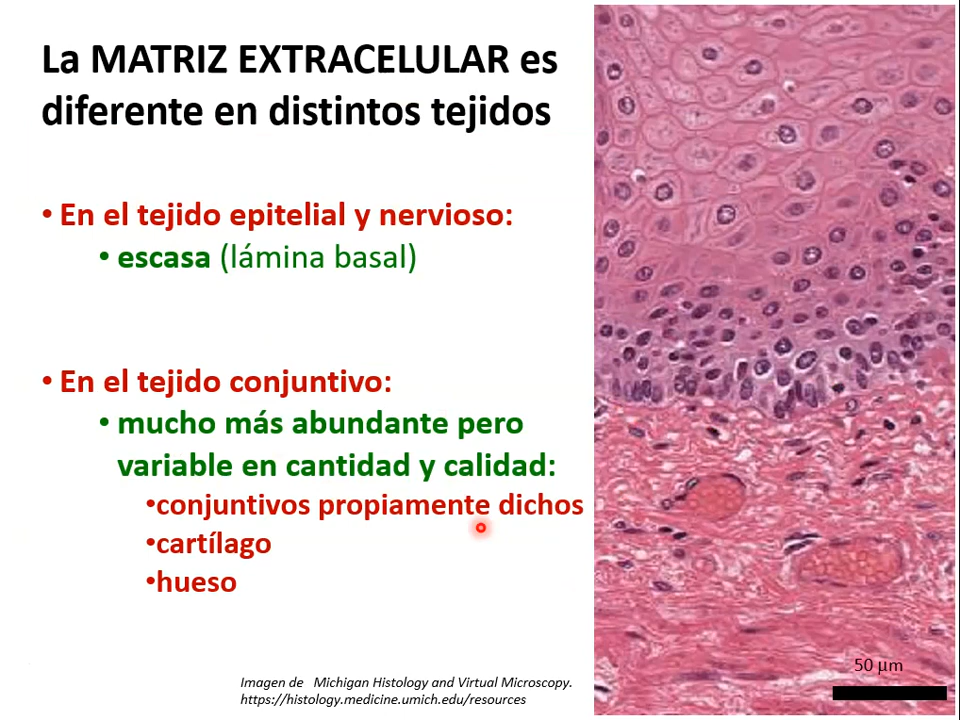 La MATRIZ EXTRACELULAR es
diferente en distintos tejidos
• En el tejido epitelial y nervioso:
• escasa (lámina basal)
• En el tejido conjuntivo:
• mucho más abundante pero
variable en cantidad y calidad:
•conjuntivos propiamente dichos
•cartílago
•hueso
50 µm
Imagen de Michigan Histology and Virtual Microscopy.
https://histology.medicine.umich.edu/resources